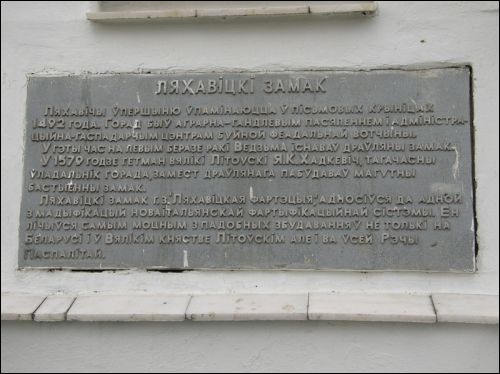 ЛЯХАВІЦКІ ЗАМАК
ЛЯХАВІЧЫ ЎПЕРШЫНЮ ЎПАМІНАЮЦЦА Ў ПІСЬМОВЫХ КРЫНІЦАХ
1492 ГОДА. ГОРАД БЫЎ АГРАРНА-ГАНДЛЕВЫМ ПАСЯЛЕННЕМ І АДМІНІСТРА-
ЦЫЙНА-ГАСПАДАРЧЫМ ЦЭНТРАМ БУЙНОЙ ФЕАДАЛЬНАЙ ВОТЧЫНЫ.
У ГЭТЫ ЧАС НА ЛЕВЫМ БЕРАЗЕ РАКІ ВЕДЗЬМА ІСНАВАЎ ДРАЎЛЯНЫ ЗАМАК.
У 1579 ГОДЗЕ ГЕТМАН ВЯЛІКІ ЛІТОЎСКІ Я.К.ХАДКЕВІЧ, ТАГАЧАСНЫ
ЎЛАДАЛЬНІК ГОРАДА, ЗАМЕСТ ДРАЎЛЯНАГА ПАБУДАВАЎ МАГУТНЫ
БАСТЫЁННЫ ЗАМАК.
ЛЯХАВІЦКІ ЗАМАК ГЗ. "ЛЯХАВІЦКАЯ ФАРТЭЦЫЯ" АДНОСІЎСЯ ДА АДНОЙ
З МАДЫФІКАЦЫЙ НОВАІТАЛЬЯНСКАЙ ФАРТЫФІКАЦЫЙНАЙ СІСТЭМЫ. ЁН
ЛІЧЫЎСЯ САМЫМ МОЦНЫМ З ПАДОБНЫХ ЗБУДАВАННЯЎ НЕ ТОЛЬКІ НА
БЕЛАРУСІ І Ў ВЯЛІКІМ КНЯСТВЕ ЛІТОЎСКІМ АЛЕ І ВА ЎСЕЙ РЭЧЫ
ПАСПАЛІТАЙ.